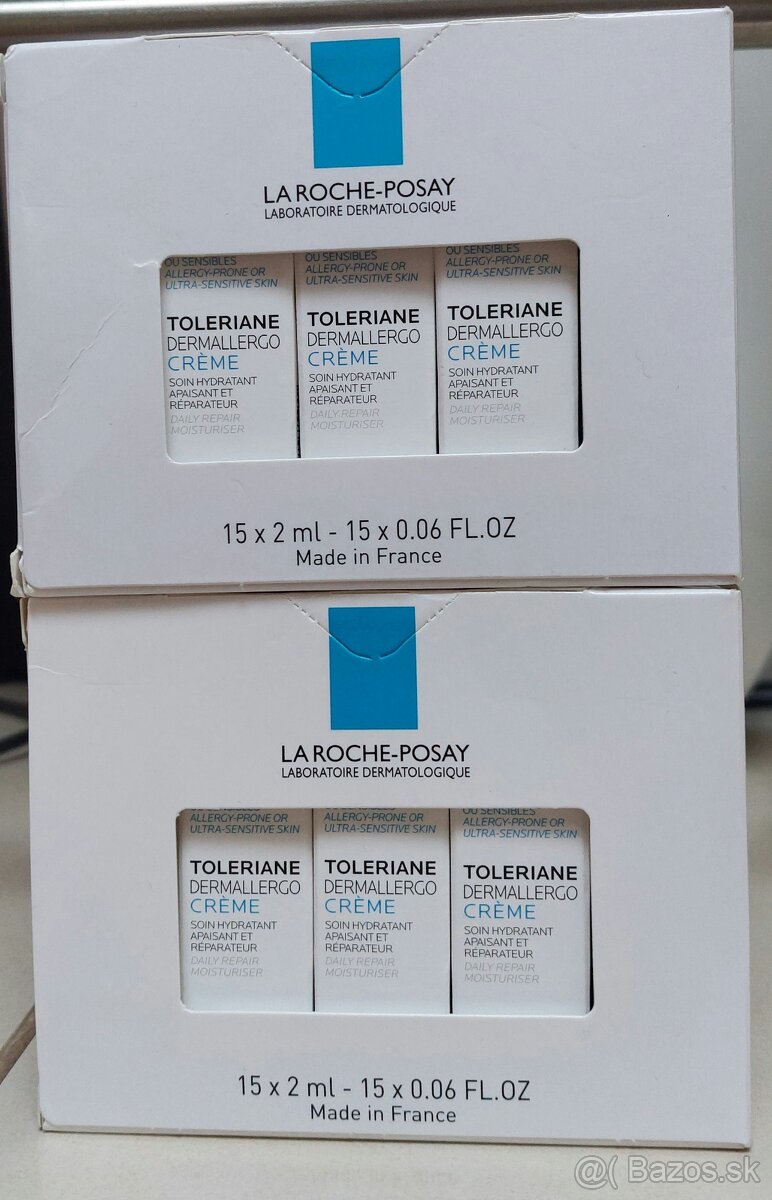 LA ROCHE-POSAY
LABORATOIRE DERMATOLOGIQUE
OU SENSIBLES
ALLERGY-PRONE OR
ULTRA-SENSITIVE SKIN
TOLERIANE
DERMALLERGO
CRÈME
SOIN HYDRATANT
APAISANT ET
RÉPARATEUR
DAILY REPAIR
MOISTURISER
OU SENSIBLES
ALLERGY-PRONE OR
ULTRA-SENSITIVE SKIN
TOLERIANE
DERMALLERGO
CRÈME
SOIN HYDRATANT
APAISANT ET
RÉPARATEUR
DAILY REPAIR
MOISTURISER
OU SENSIBLES
ALLERGY-PRONE OR
ULTRA-SENSITIVE SKIN
TOLERIANE
DERMALLERGO
CRÈME
SOIN HYDRATANT
APAISANT ET
RÉPARATEUR
DAILY REPAIR
MOISTURISER
15 x 2 ml - 15 x 0.06 FL.OZ
Made in France
LA ROCHE-POSAY
LABORATOIRE DERMATOLOGIQUE
ALLERGY-PRONE OR
ULTRA-SENSITIVE SKIN
TOLERIANE
DERMALLERGO
CRÈME
SOIN HYDRATANT
APAISANT ET
RÉPARATEUR
DAILY REPAIR
MOISTURISER
ALLERGY-PRONE OR
ULTRA-SENSITIVE SKIN
TOLERIANE
DERMALLERGO
CRÈME
SOIN HYDRATANT
APAISANT ET
RÉPARATEUR
DAILY REPAIR
MOISTURISER
OU SENSIBLES
ALLERGY-PRONE OR
ULTRA-SENSITIVE SKIN
TOLERIANE
DERMALLERGO
CRÈME
SOIN HYDRATANT
APAISANT ET
RÉPARATEUR
DAILY REPAIR
MOISTURISER
15 x 2 ml - 15 x 0.06 FL.OZ
Made in France
@( Bazos.sk